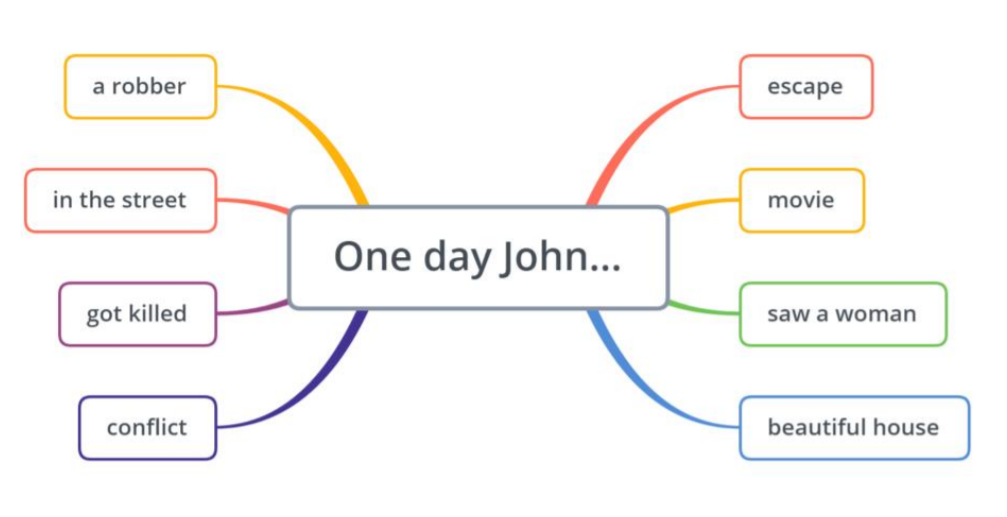 a robber
in the street
got killed
conflict
One day John...
escape
movie
saw a woman
beautiful house